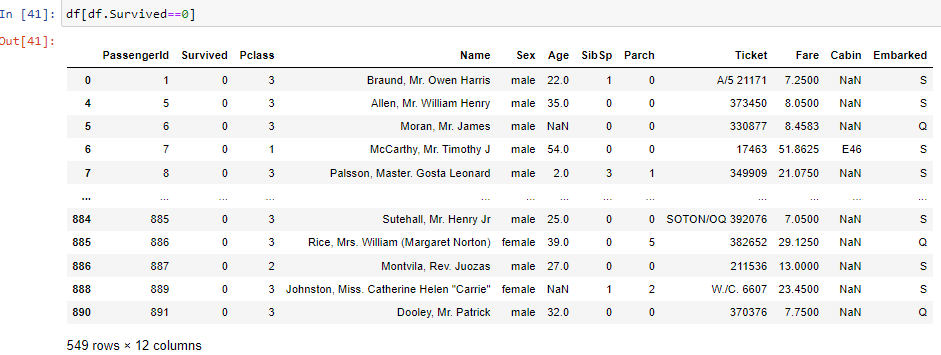 In [41]: df[df.Survived==0]
Out[41]:
PassengerId Survived Pclass Name Sex Age SibSp Parch Ticket Fare Cabin Embarked
0 1 0 3 Braund, Mr. Owen Harris male 22.0 1 0 A/5 21171 7.2500 NaN S
4 5 0 3 Allen, Mr. William Henry male 35.0 0 0 373450 8.0500 NaN S
5 6 0 3 Moran, Mr. James male NaN 0 0 330877 8.4583 NaN Q
6 7 0 1 McCarthy, Mr. Timothy J male 54.0 0 0 17463 51.8625 E46 S
7 8 0 3 Palsson, Master. Gosta Leonard male 2.0 3 1 349909 21.0750 NaN S
... ... ... ... ... ... ... ... ... ... ... ... ...
884 885 0 3 Sutehall, Mr. Henry Jr male 25.0 0 0 SOTON/OQ 392076 7.0500 NaN S
885 886 0 3 Rice, Mrs. William (Margaret Norton) female 39.0 0 5 382652 29.1250 NaN Q
886 887 0 2 Montvila, Rev. Juozas male 27.0 0 0 211536 13.0000 NaN S
888 889 0 3 Johnston, Miss. Catherine Helen "Carrie" female NaN 1 2 W./C. 6607 23.4500 NaN S
890 891 0 3 Dooley, Mr. Patrick male 32.0 0 0 370376 7.7500 NaN Q
549 rows × 12 columns